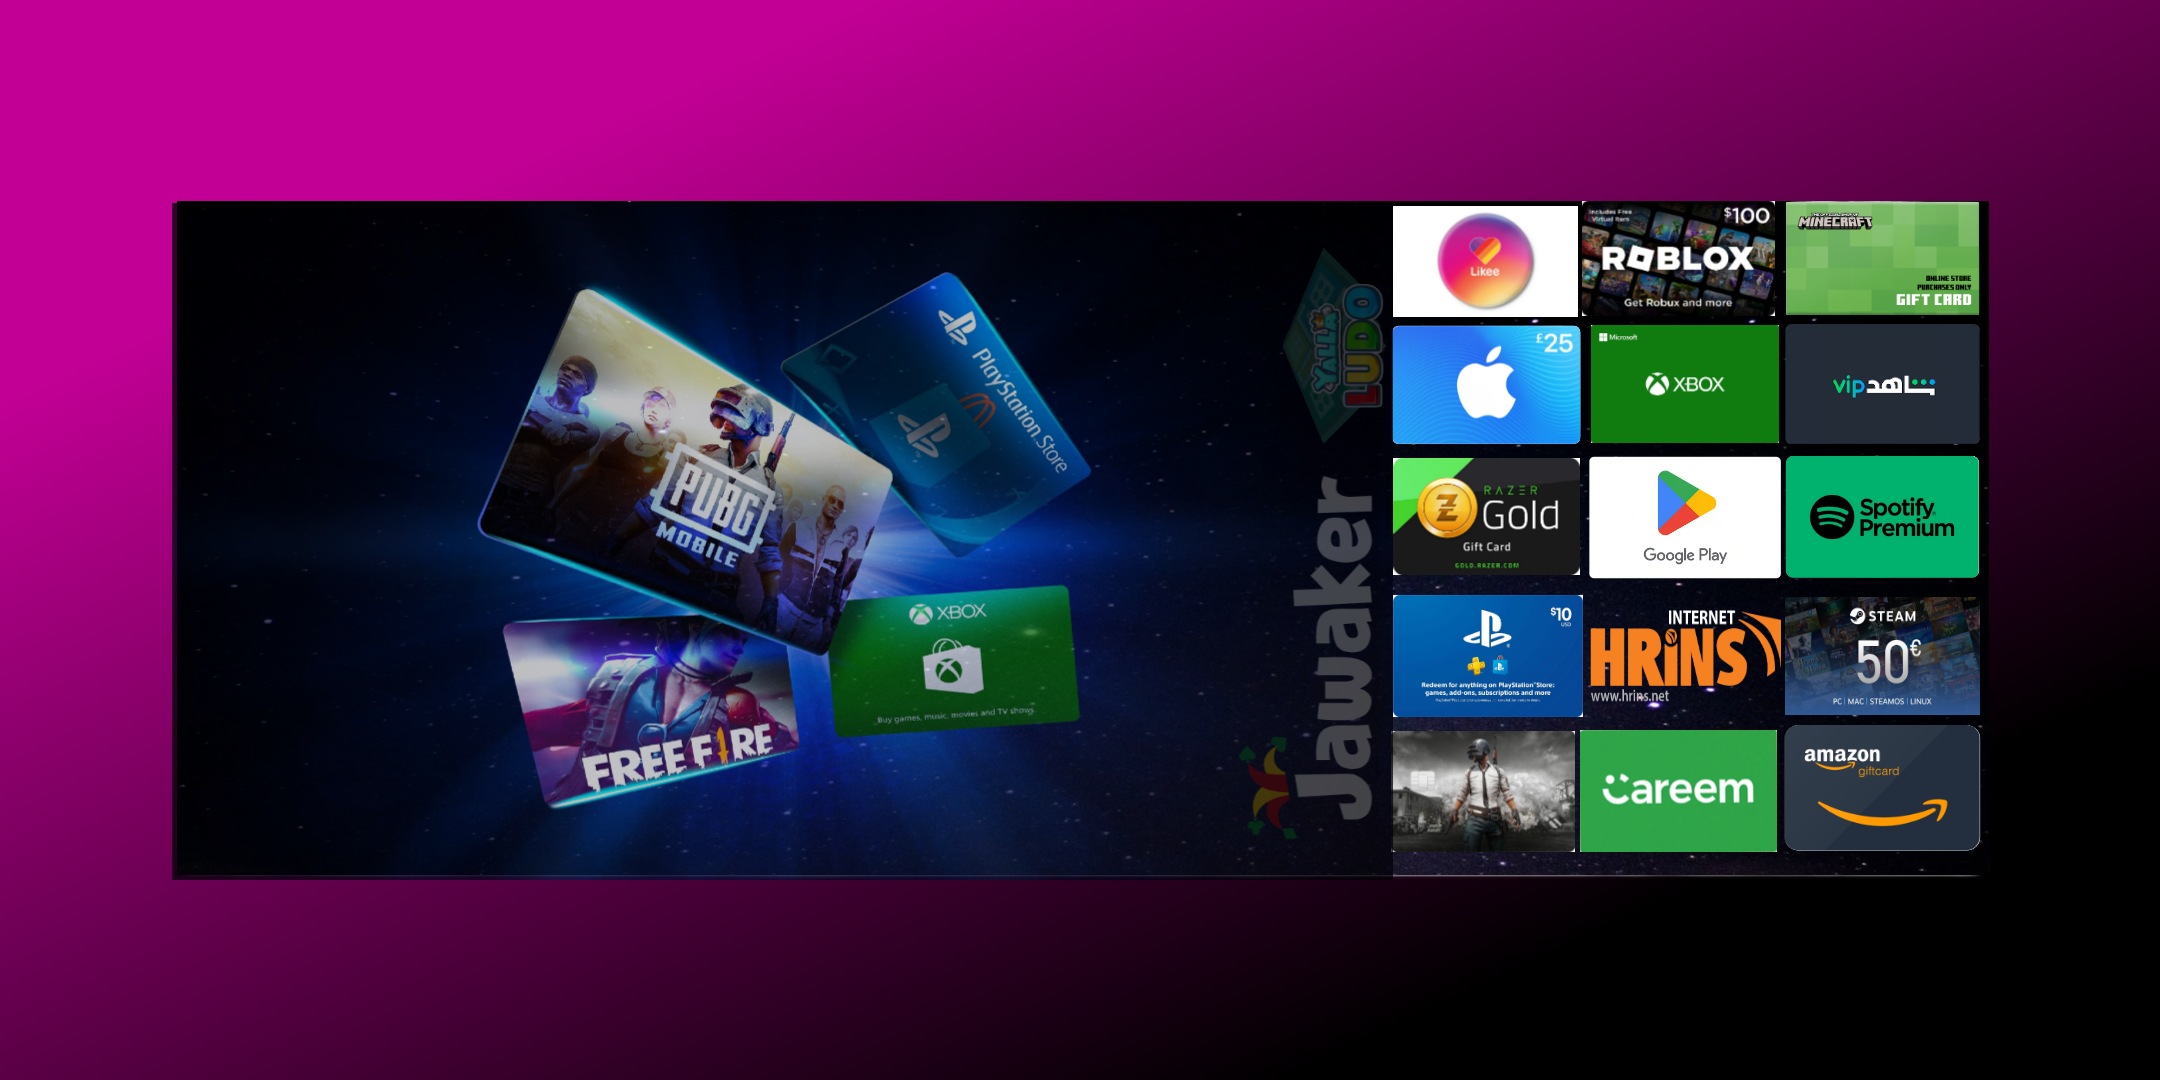 PlayStation.Store
PUBG
MOBILE
XBOX
Buy games, music, movies and TV shows.
FREE FIRE
YALLA
LUDO
Jawaker
Likee
Includes Free
Virtual Item
$100
ROBLOX
Get Robux and more
MINECRAFT
ONLINE STORE
PURCHASES ONLY
GIFT CARD
£25
Microsoft
XBOX
شاهد vip
RAZER
Gold
Gift Card
GOLD.RAZER.COM
Google Play
Spotify
Premium
$10
USD
Redeem for anything on PlayStation™Store:
games, add-ons, subscriptions and more
INTERNET
HRiNS
www.hrins.net
STEAM
50€
PC | MAC | STEAMOS | LINUX
Careem
amazon
giftcard